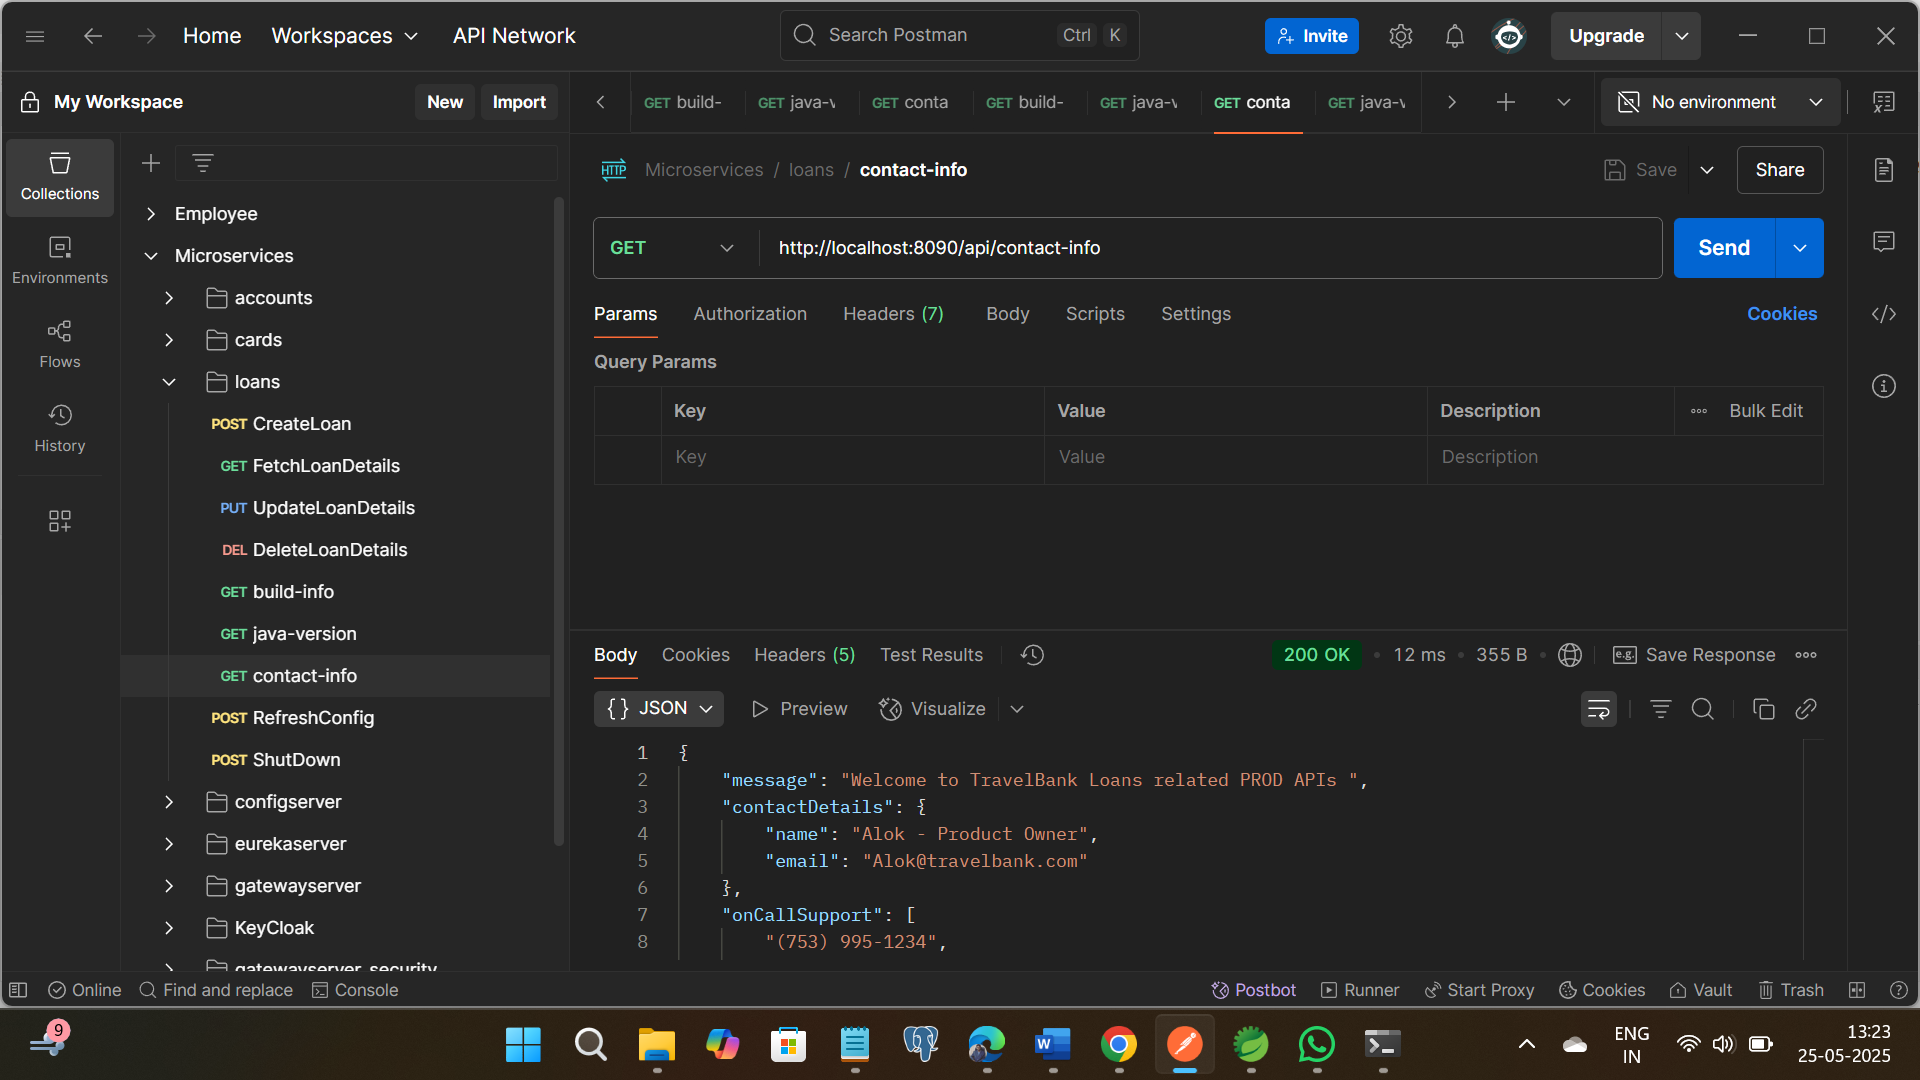 Home
Workspaces
API Network
Search Postman
Ctrl
K
Invite
Upgrade
My Workspace
New
Import
GET build-
GET java-v
GET conta
GET build-
GET java-v
GET conta
GET java-v
No environment
Collections
Environments
Flows
History
Employee
Microservices
accounts
cards
loans
POST CreateLoan
GET FetchLoanDetails
PUT UpdateLoanDetails
DEL DeleteLoanDetails
GET build-info
GET java-version
GET contact-info
POST RefreshConfig
POST ShutDown
configserver
eurekaserver
gatewayserver
KeyCloak
gatewayserver_security
HTTP
Microservices / loans / contact-info
Save
Share
GET
http://localhost:8090/api/contact-info
Send
Params
Authorization
Headers (7)
Body
Scripts
Settings
Cookies
Query Params
Key
Value
Description
Bulk Edit
Key
Value
Description
Body
Cookies
Headers (5)
Test Results
200 OK
12 ms
355 B
e.g.
Save Response
{} JSON
Preview
Visualize
1 {
2 "message": "Welcome to TravelBank Loans related PROD APIs ",
3 "contactDetails": {
4 "name": "Alok - Product Owner",
5 "email": "Alok@travelbank.com"
6 },
7 "onCallSupport": [
8 "(753) 995-1234",
Online
Find and replace
Console
Postbot
Runner
Start Proxy
Cookies
Vault
Trash
9
W
ENG
IN
13:23
25-05-2025